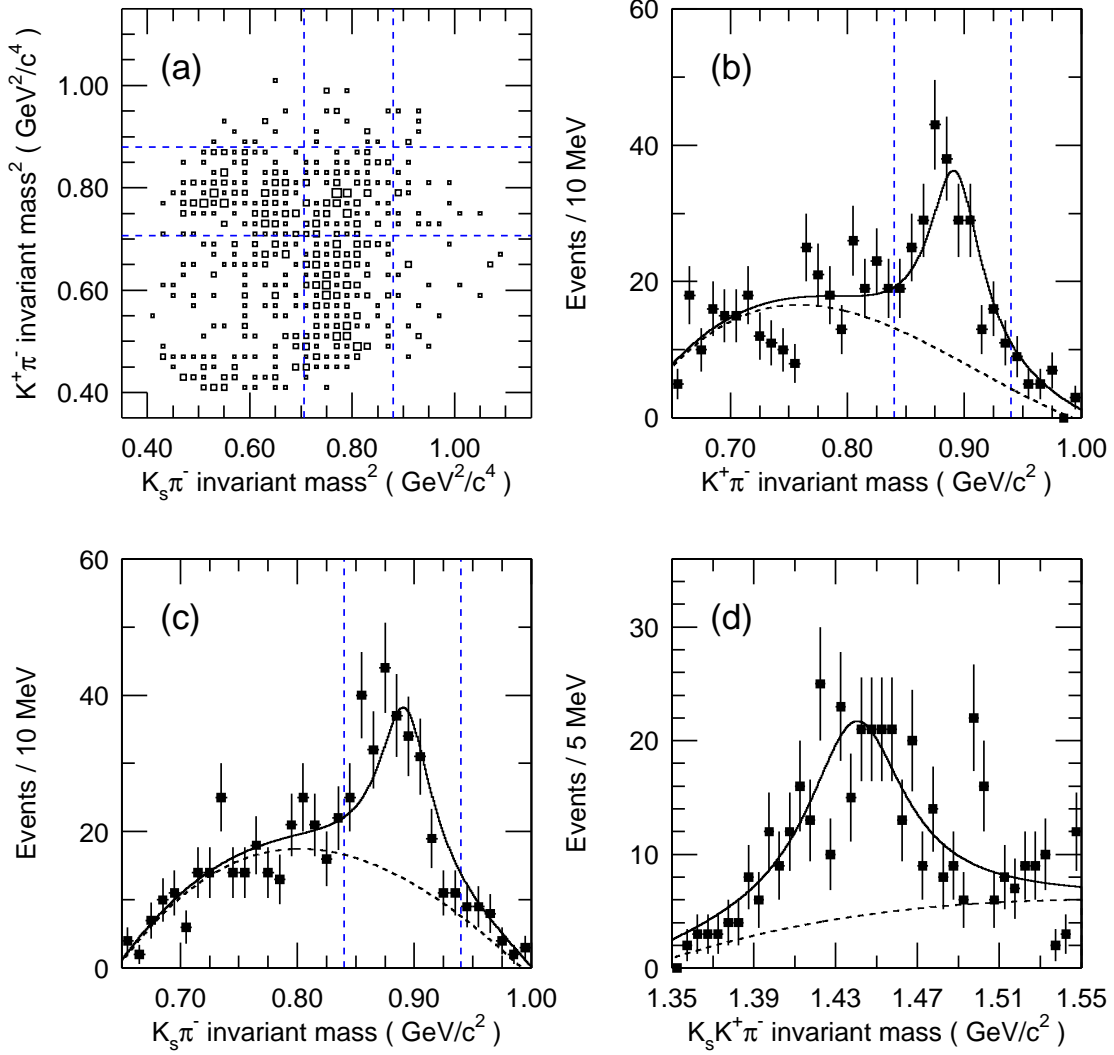 (a)
K⁺π⁻ invariant mass² ( GeV²/c⁴ )
1.00
0.80
0.60
0.40
0.40 0.60 0.80 1.00
Kₛπ⁻ invariant mass² ( GeV²/c⁴ )
(b)
Events / 10 MeV
60
40
20
0
0.70 0.80 0.90 1.00
K⁺π⁻ invariant mass ( GeV/c² )
(c)
Events / 10 MeV
60
40
20
0
0.70 0.80 0.90 1.00
Kₛπ⁻ invariant mass ( GeV/c² )
(d)
Events / 5 MeV
30
20
10
0
1.35 1.39 1.43 1.47 1.51 1.55
KₛK⁺π⁻ invariant mass ( GeV/c² )